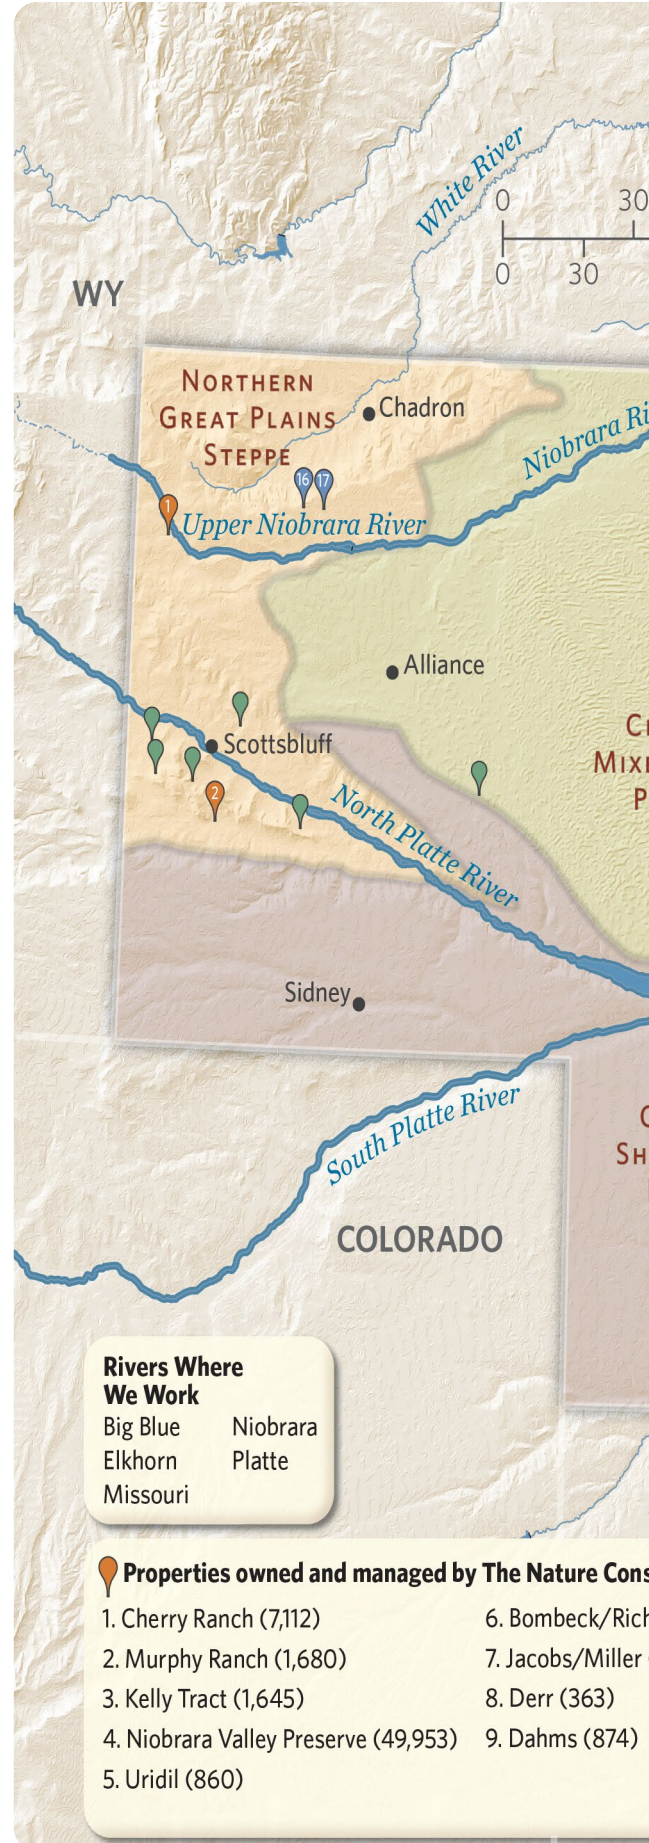 White River
0 30
0 30
WY
NORTHERN
GREAT PLAINS
STEPPE
Chadron
Niobrara Ri
16 17
1
Upper Niobrara River
Alliance
Scottsbluff
2
North Platte River
C
MIX
P
Sidney
South Platte River
SH
COLORADO
Rivers Where
We Work
Big Blue Niobrara
Elkhorn Platte
Missouri
Properties owned and managed by The Nature Cons
1. Cherry Ranch (7,112)
2. Murphy Ranch (1,680)
3. Kelly Tract (1,645)
4. Niobrara Valley Preserve (49,953)
5. Uridil (860)
6. Bombeck/Rich
7. Jacobs/Miller
8. Derr (363)
9. Dahms (874)